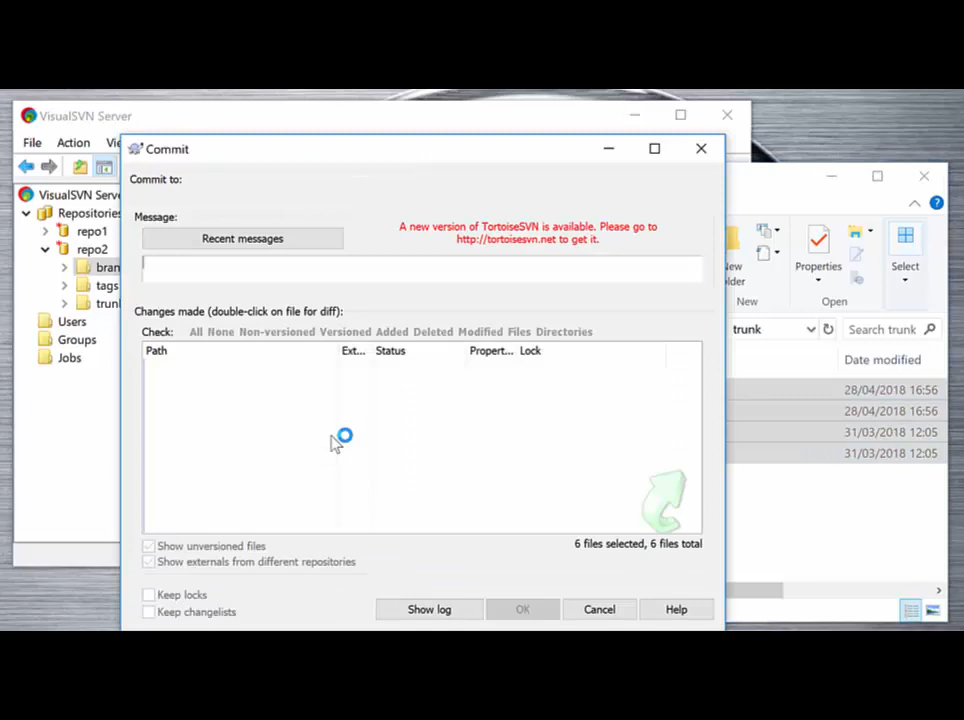 VisualSVN Server
File Action
Commit
VisualSVN
Repositories
repo1
repo2
tags
Users
Groups
Jobs
Commit to:
Message:
Recent messages
A new version of TortoiseSVN is available. Please go to
http://tortoisesvn.net to get it.
Changes made (double-click on file for diff):
Check: All None Non-versioned Versioned Added Deleted Modified Files Directories
Path Ext... Status Propert... Lock
6 files selected, 6 files total
Show unversioned files
Show externals from different repositories
Keep locks
Keep changelists
Show log OK Cancel Help
Properties
Select
New
Open
trunk
Search trunk
Date modified
28/04/2018 16:56
28/04/2018 16:56
31/03/2018 12:05
31/03/2018 12:05